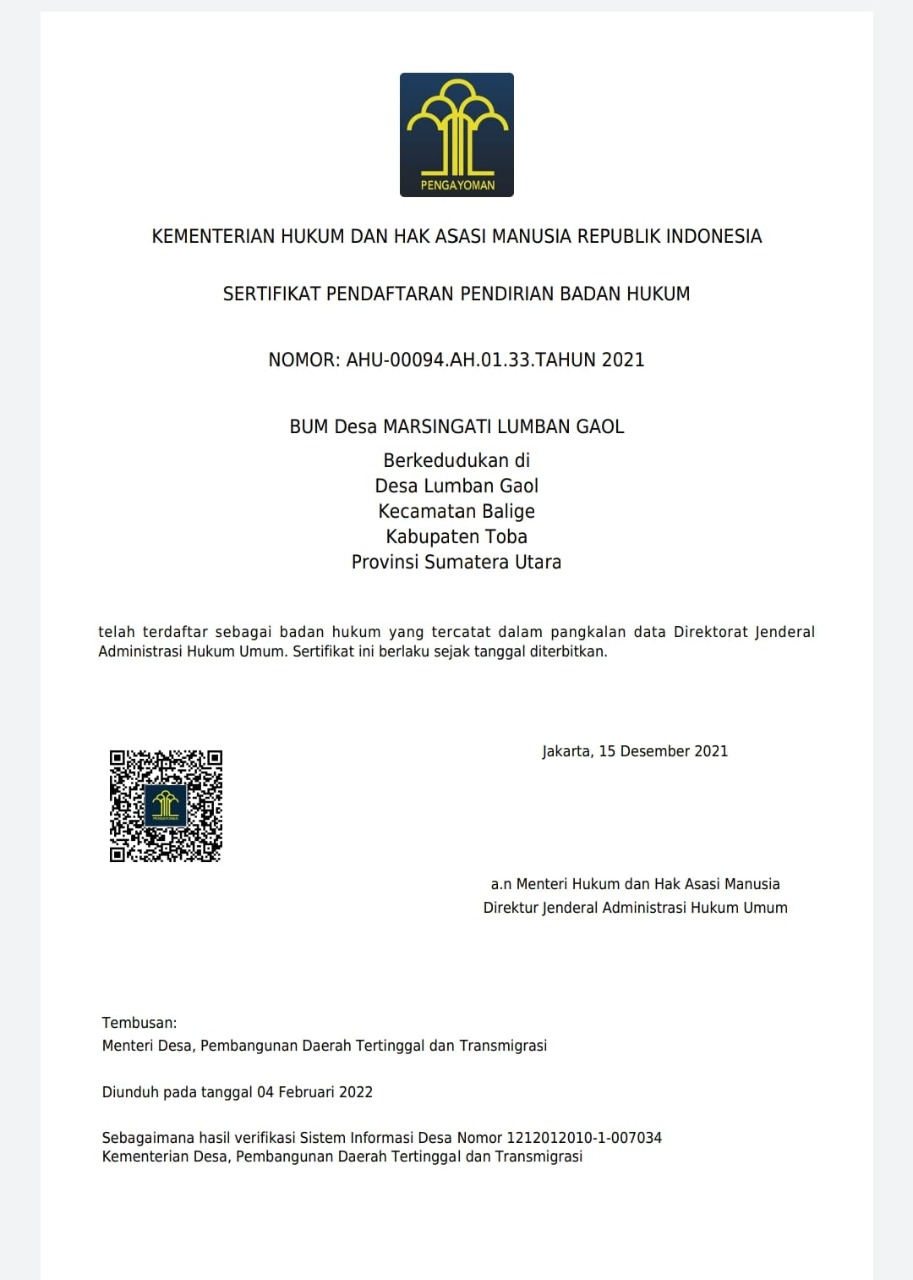 PENGAYOMAN
KEMENTERIAN HUKUM DAN HAK ASASI MANUSIA REPUBLIK INDONESIA
SERTIFIKAT PENDAFTARAN PENDIRIAN BADAN HUKUM
NOMOR: AHU-00094.AH.01.33.TAHUN 2021
BUM Desa MARSINGATI LUMBAN GAOL
Berkedudukan di
Desa Lumban Gaol
Kecamatan Balige
Kabupaten Toba
Provinsi Sumatera Utara
telah terdaftar sebagai badan hukum yang tercatat dalam pangkalan data Direktorat Jenderal
Administrasi Hukum Umum. Sertifikat ini berlaku sejak tanggal diterbitkan.
Jakarta, 15 Desember 2021
PENGAYOMAN
a.n Menteri Hukum dan Hak Asasi Manusia
Direktur Jenderal Administrasi Hukum Umum
Tembusan:
Menteri Desa, Pembangunan Daerah Tertinggal dan Transmigrasi
Diunduh pada tanggal 04 Februari 2022
Sebagaimana hasil verifikasi Sistem Informasi Desa Nomor 1212012010-1-007034
Kementerian Desa, Pembangunan Daerah Tertinggal dan Transmigrasi